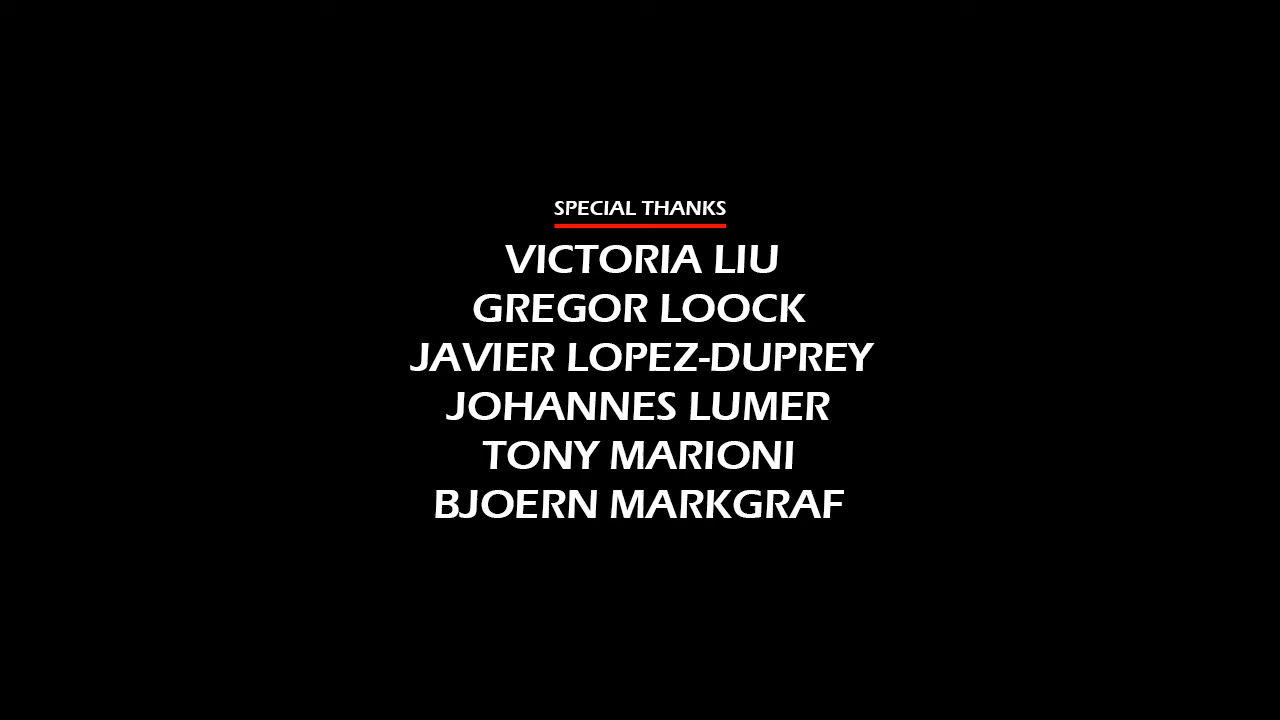 SPECIAL THANKS
VICTORIA LIU
GREGOR LOOCK
JAVIER LOPEZ-DUPREY
JOHANNES LUMER
TONY MARIONI
BJOERN MARKGRAF